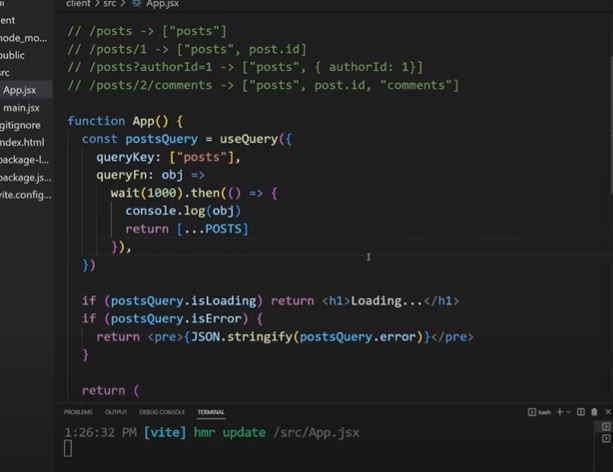 client > src > App.jsx
node_mo...
public
App.jsx
main.jsx
gitignore
ndex.html
package-l...
package.js...
vite.config...
// /posts -> ["posts"]
// /posts/1 -> ["posts", post.id]
// /posts?authorId=1 -> ["posts", { authorId: 1}]
// /posts/2/comments -> ["posts", post.id, "comments"]
function App() {
const postsQuery = useQuery({
queryKey: ["posts"],
queryFn: obj =>
wait(1000).then(() => {
console.log(obj)
return [...POSTS]
}),
})
if (postsQuery.isLoading) return <h1>Loading...</h1>
if (postsQuery.isError) {
return <pre>{JSON.stringify(postsQuery.error)}</pre>
}
return (
PROBLEMS OUTPUT DEBUG CONSOLE TERMINAL bash
1:26:32 PM [vite] hmr update /src/App.jsx